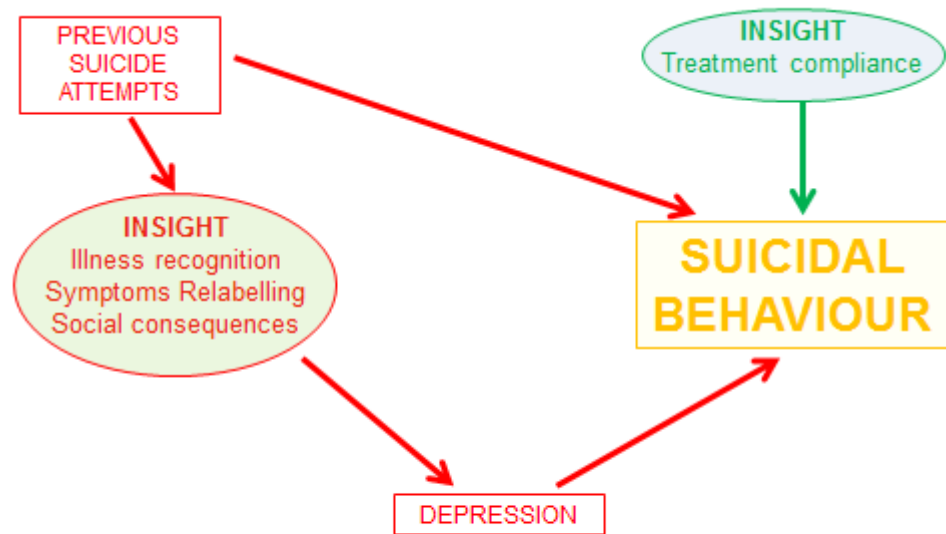 PREVIOUS
SUICIDE
ATTEMPTS
INSIGHT
Treatment compliance
INSIGHT
Illness recognition
Symptoms Relabelling
Social consequences
SUICIDAL
BEHAVIOUR
DEPRESSION